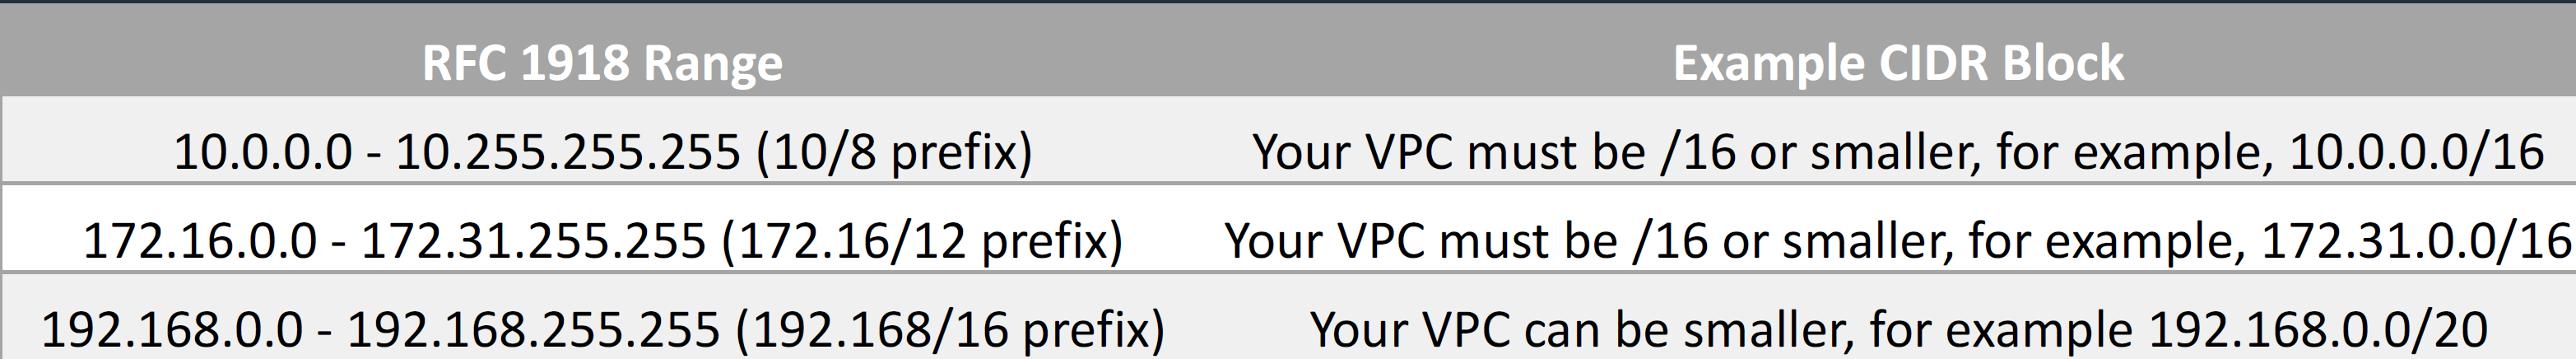 RFC 1918 Range Example CIDR Block
10.0.0.0 - 10.255.255.255 (10/8 prefix) Your VPC must be /16 or smaller, for example, 10.0.0.0/16
172.16.0.0 - 172.31.255.255 (172.16/12 prefix) Your VPC must be /16 or smaller, for example, 172.31.0.0/16
192.168.0.0 - 192.168.255.255 (192.168/16 prefix) Your VPC can be smaller, for example 192.168.0.0/20